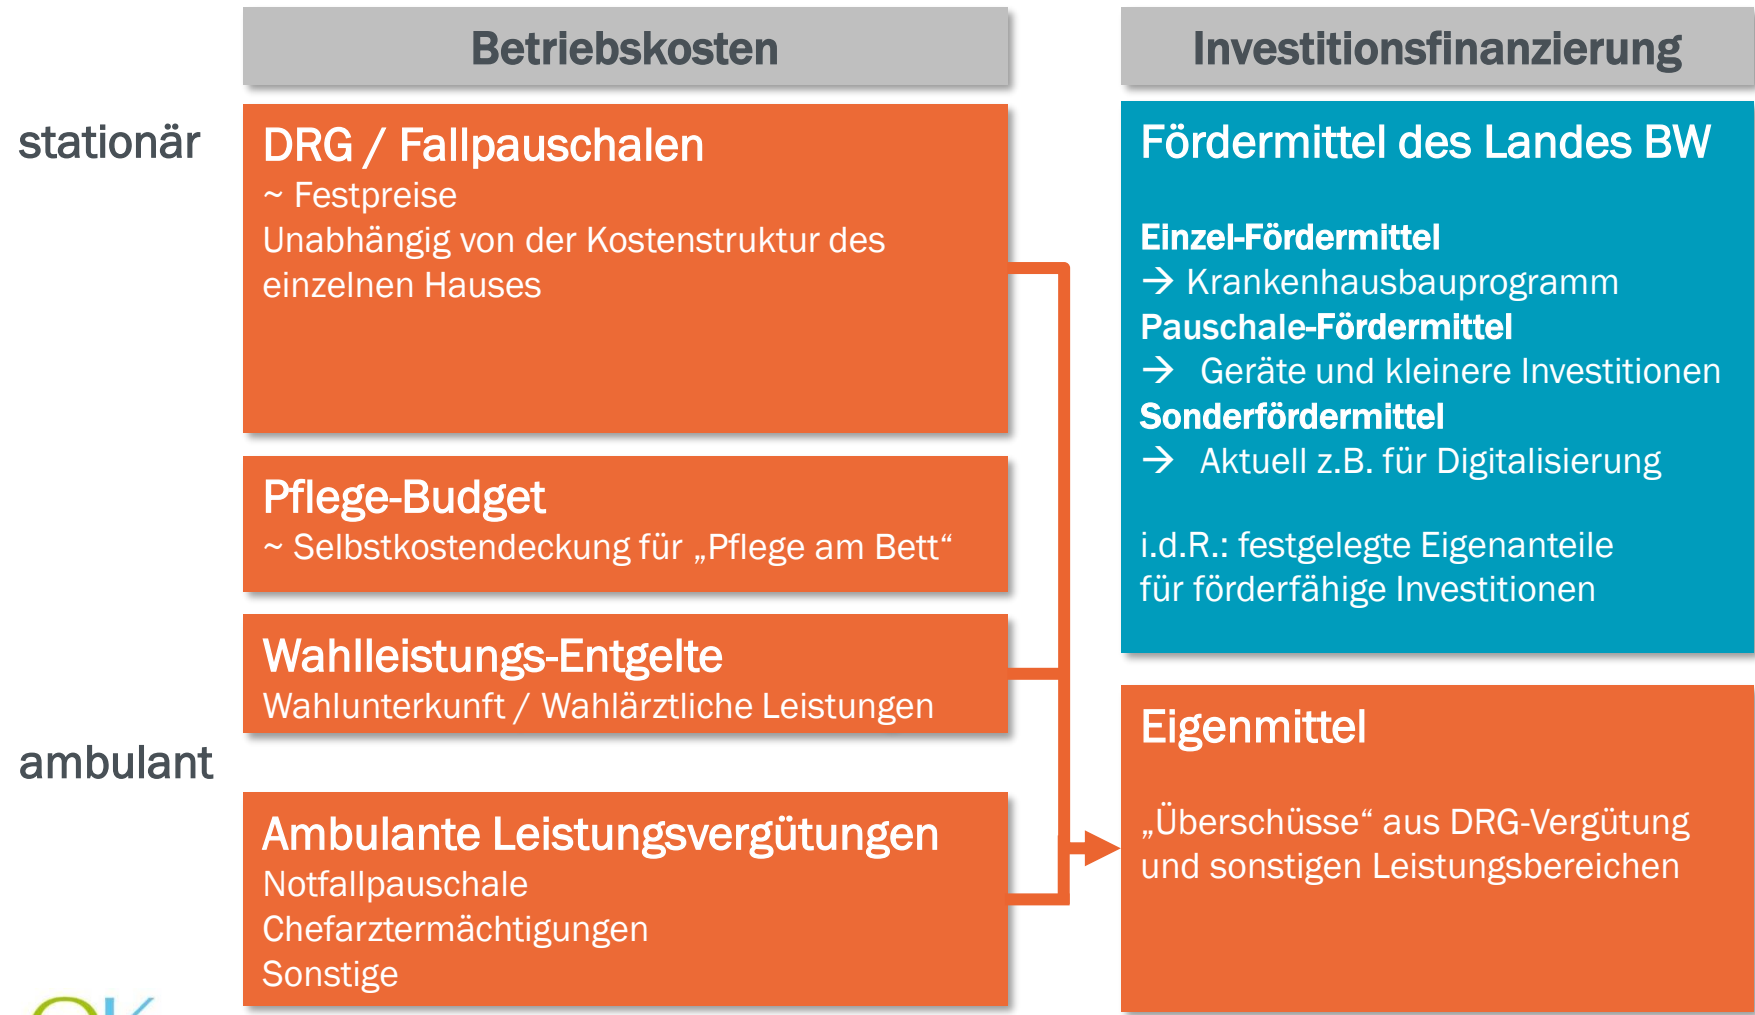 Betriebskosten
Investitionsfinanzierung
stationär
DRG / Fallpauschalen
~ Festpreise
Unabhängig von der Kostenstruktur des
einzelnen Hauses
Pflege-Budget
~ Selbstkostendeckung für „Pflege am Bett“
Wahlleistungs-Entgelte
Wahlunterkunft / Wahlärztliche Leistungen
ambulant
Ambulante Leistungsvergütungen
Notfallpauschale
Chefarztermächtigungen
Sonstige
Fördermittel des Landes BW
Einzel-Fördermittel
→ Krankenhausbauprogramm
Pauschale-Fördermittel
→ Geräte und kleinere Investitionen
Sonderfördermittel
→ Aktuell z.B. für Digitalisierung
i.d.R.: festgelegte Eigenanteile
für förderfähige Investitionen
Eigenmittel
„Überschüsse“ aus DRG-Vergütung
und sonstigen Leistungsbereichen